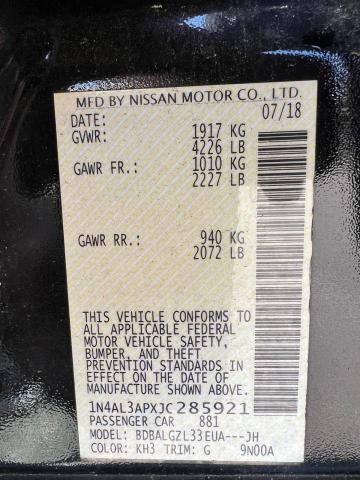 MFD BY NISSAN MOTOR CO., LTD.
DATE: 07/18
GVWR: 1917 KG
4226 LB
GAWR FR.: 1010 KG
2227 LB
GAWR RR.: 940 KG
2072 LB
THIS VEHICLE CONFORMS TO
ALL APPLICABLE FEDERAL
MOTOR VEHICLE SAFETY,
BUMPER, AND THEFT
PREVENTION STANDARDS IN
EFFECT ON THE DATE OF
MANUFACTURE SHOWN ABOVE.
1N4AL3APXJC285921
PASSENGER CAR 881
MODEL: BDBALGZL33EUA---JH
COLOR: KH3 TRIM: G 9N00A